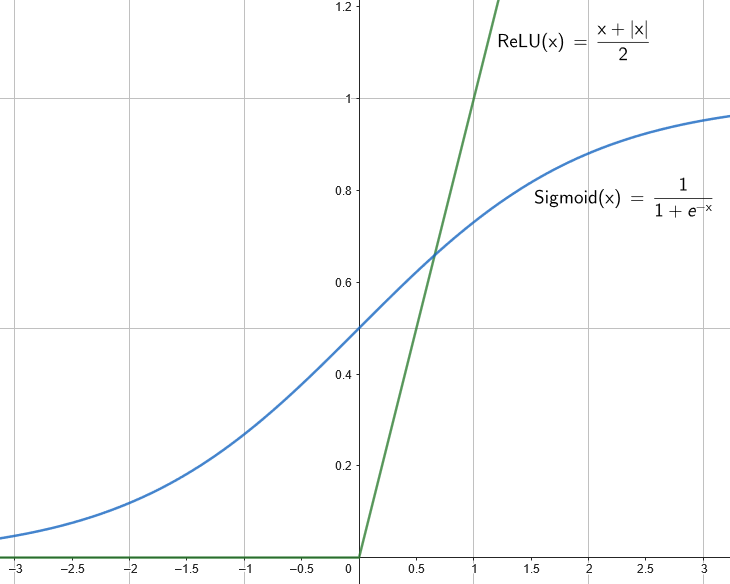 1.2
ReLU(x) = x + |x| / 2
1
0.8
Sigmoid(x) = 1 / 1 + e^−x
0.6
0.4
0.2
−3 −2.5 −2 −1.5 −1 −0.5 0 0.5 1 1.5 2 2.5 3